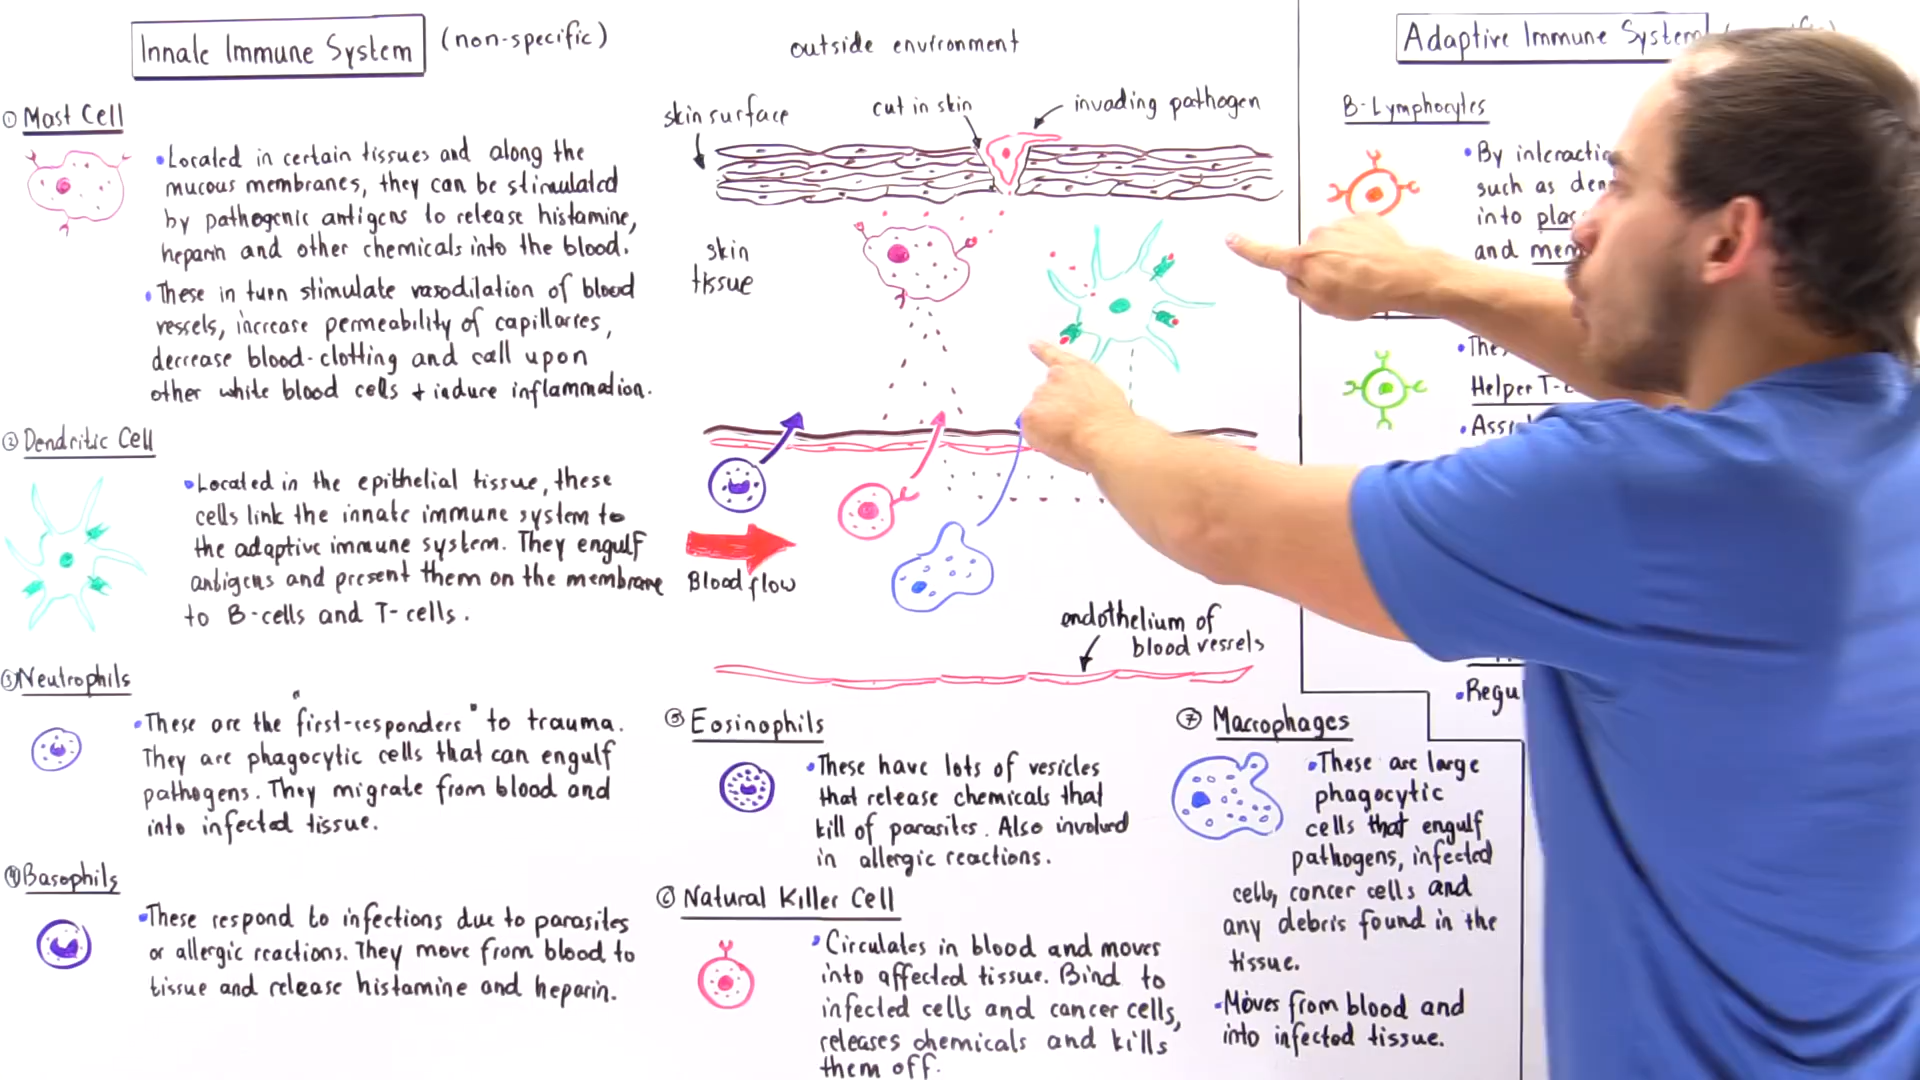 Innate Immune System (non-specific)
① Mast Cell
• Located in certain tissues and along the
mucous membranes, they can be stimulated
by pathogenic antigens to release histamine,
heparin and other chemicals into the blood.
• These in turn stimulate vasodilation of blood
vessels, increase permeability of capillaries,
decrease blood-clotting and call upon
other white blood cells + induce inflammation.
② Dendritic Cell
• Located in the epithelial tissue, these
cells link the innate immune system to
the adaptive immune system. They engulf
antigens and present them on the membrane
to B-cells and T-cells.
③ Neutrophils
• These are the "first-responders" to trauma.
They are phagocytic cells that can engulf
pathogens. They migrate from blood and
into infected tissue.
④ Basophils
• These respond to infections due to parasites
or allergic reactions. They move from blood to
tissue and release histamine and heparin.
outside environment
skin surface
cut in skin
invading pathogen
skin
tissue
Blood flow
endothelium of
blood vessels
⑤ Eosinophils
• These have lots of vesicles
that release chemicals that
kill of parasites. Also involved
in allergic reactions.
⑥ Natural Killer Cell
• Circulates in blood and moves
into affected tissue. Bind to
infected cells and cancer cells,
releases chemicals and kills
them off.
⑦ Macrophages
• These are large
phagocytic
cells that engulf
pathogens, infected
cells, cancer cells and
any debris found in the
tissue.
• Moves from blood and
into infected tissue.
Adaptive Immune System
B-Lymphocytes
• By
such as
into
and
•
Helper
•
•